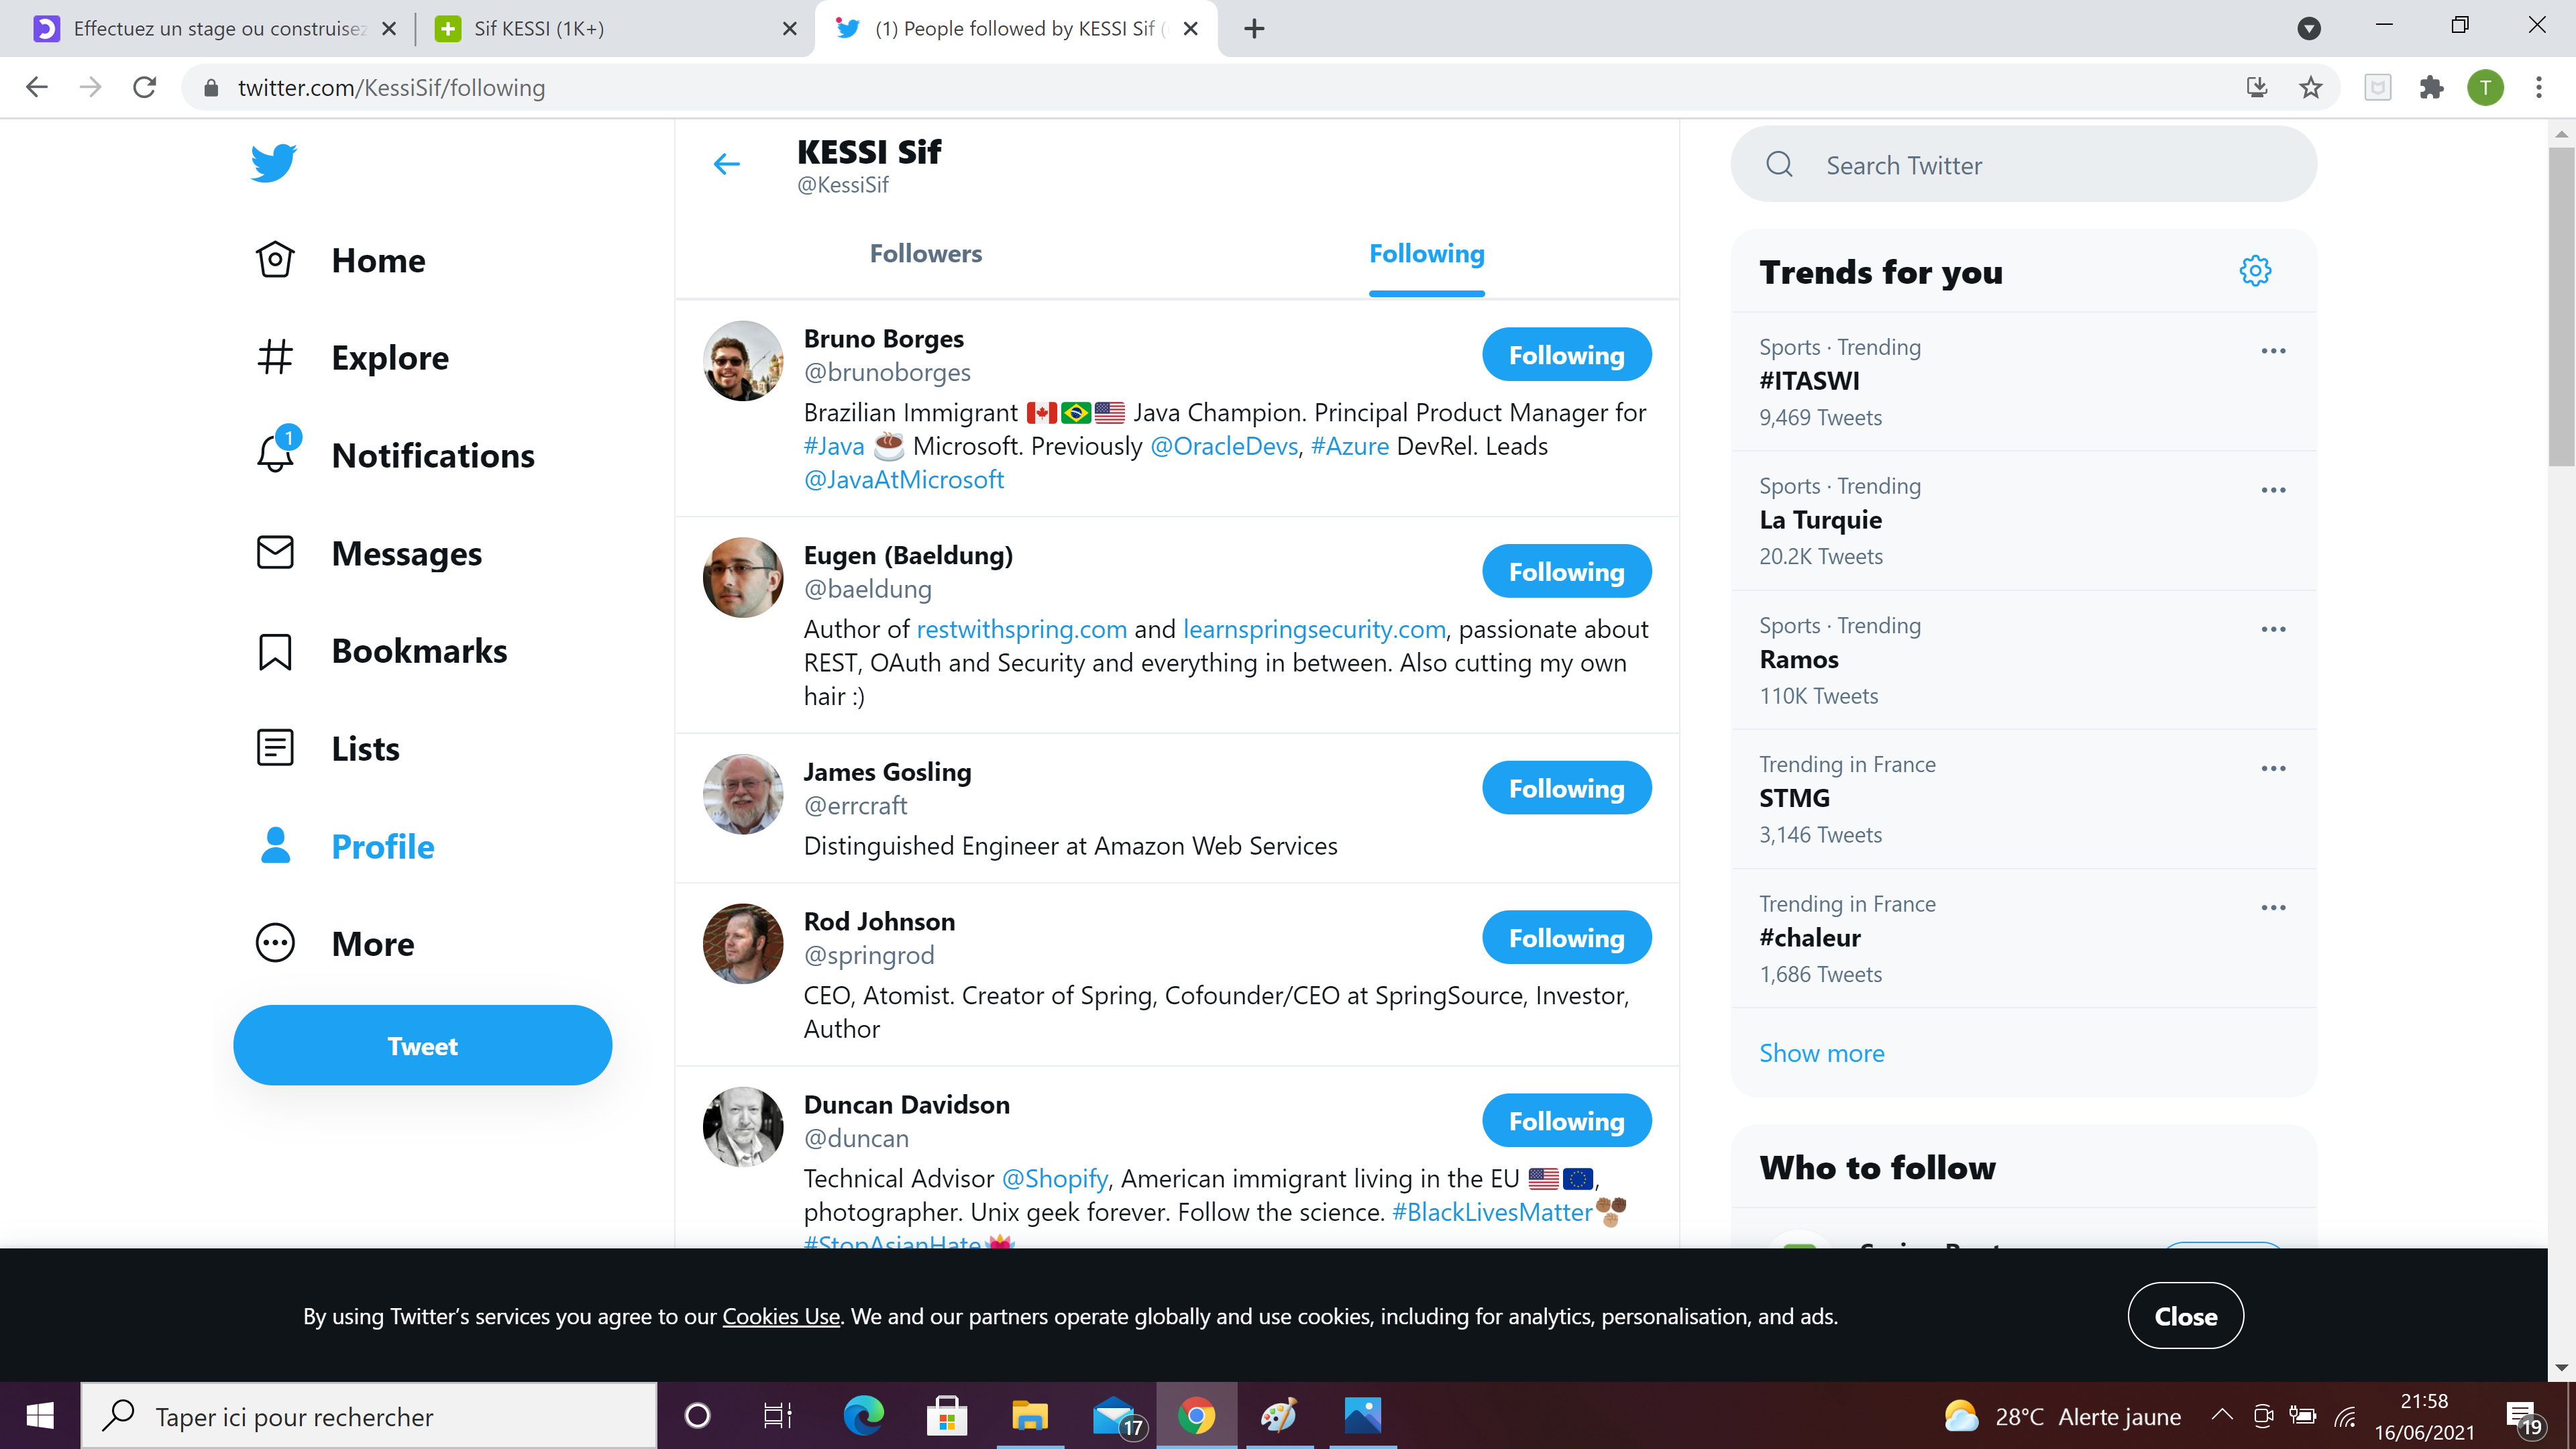 Effectuez un stage ou construisez
Sif KESSI (1K+)
(1) People followed by KESSI Sif (
twitter.com/KessiSif/following
T
Home
Explore
1
Notifications
Messages
Bookmarks
Lists
Profile
More
Tweet
KESSI Sif
@KessiSif
Followers
Following
Bruno Borges
@brunoborges
Following
Brazilian Immigrant 🇨🇦🇧🇷🇺🇸 Java Champion. Principal Product Manager for
#Java ☕ Microsoft. Previously @OracleDevs, #Azure DevRel. Leads
@JavaAtMicrosoft
Eugen (Baeldung)
@baeldung
Following
Author of restwithspring.com and learnspringsecurity.com, passionate about
REST, OAuth and Security and everything in between. Also cutting my own
hair :)
James Gosling
@errcraft
Following
Distinguished Engineer at Amazon Web Services
Rod Johnson
@springrod
Following
CEO, Atomist. Creator of Spring, Cofounder/CEO at SpringSource, Investor,
Author
Duncan Davidson
@duncan
Following
Technical Advisor @Shopify, American immigrant living in the EU 🇺🇸🇪🇺,
photographer. Unix geek forever. Follow the science. #BlackLivesMatter
#StopAsianHate
Search Twitter
Trends for you
Sports · Trending
#ITASWI
9,469 Tweets
Sports · Trending
La Turquie
20.2K Tweets
Sports · Trending
Ramos
110K Tweets
Trending in France
STMG
3,146 Tweets
Trending in France
#chaleur
1,686 Tweets
Show more
Who to follow
By using Twitter’s services you agree to our Cookies Use. We and our partners operate globally and use cookies, including for analytics, personalisation, and ads.
Close
Taper ici pour rechercher
17
28°C Alerte jaune
21:58
16/06/2021
19